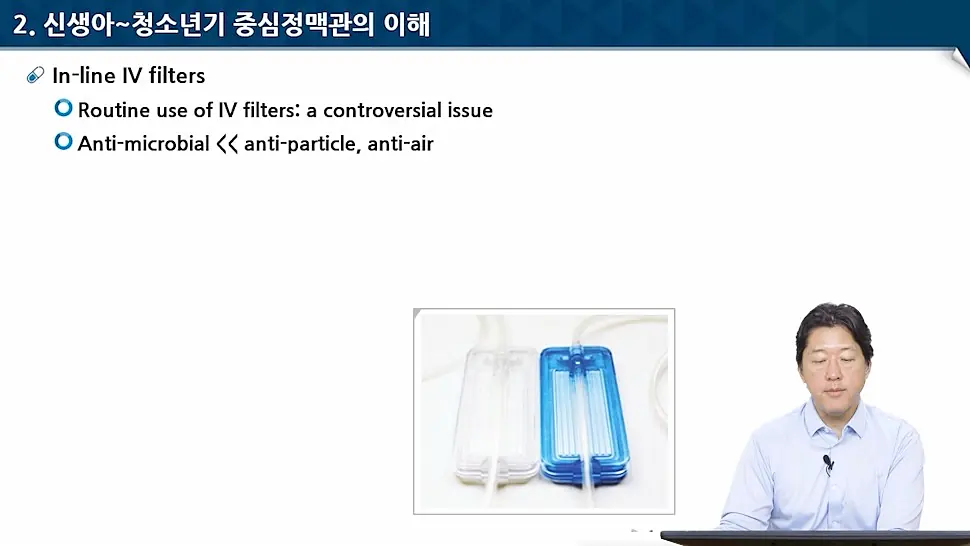 2. 신생아~청소년기 중심정맥관의 이해
In-line IV filters
Routine use of IV filters: a controversial issue
Anti-microbial << anti-particle, anti-air